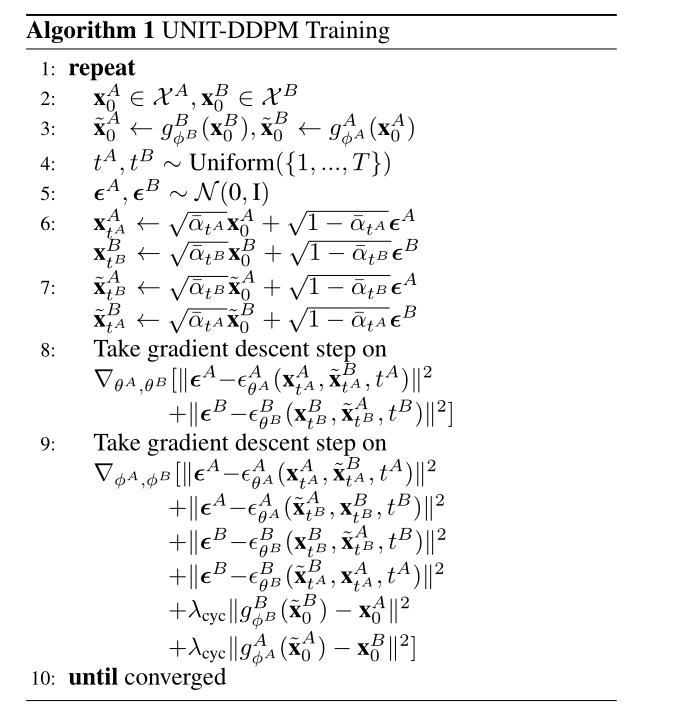 Algorithm 1 UNIT-DDPM Training
1: repeat
2: $\mathbf{x}_0^A \in \mathcal{X}^A, \mathbf{x}_0^B \in \mathcal{X}^B$
3: $\tilde{\mathbf{x}}_0^A \leftarrow g_{\phi^B}^B(\mathbf{x}_0^B), \tilde{\mathbf{x}}_0^B \leftarrow g_{\phi^A}^A(\mathbf{x}_0^A)$
4: $t^A, t^B \sim \text{Uniform}(\{1, ..., T\})$
5: $\boldsymbol{\epsilon}^A, \boldsymbol{\epsilon}^B \sim \mathcal{N}(0, \mathrm{I})$
6: $\mathbf{x}_{t^A}^A \leftarrow \sqrt{\bar{\alpha}_{t^A}} \mathbf{x}_0^A + \sqrt{1 - \bar{\alpha}_{t^A}} \boldsymbol{\epsilon}^A$
$\mathbf{x}_{t^B}^B \leftarrow \sqrt{\bar{\alpha}_{t^B}} \mathbf{x}_0^B + \sqrt{1 - \bar{\alpha}_{t^B}} \boldsymbol{\epsilon}^B$
7: $\tilde{\mathbf{x}}_{t^B}^A \leftarrow \sqrt{\bar{\alpha}_{t^B}} \tilde{\mathbf{x}}_0^A + \sqrt{1 - \bar{\alpha}_{t^B}} \boldsymbol{\epsilon}^A$
$\tilde{\mathbf{x}}_{t^A}^B \leftarrow \sqrt{\bar{\alpha}_{t^A}} \tilde{\mathbf{x}}_0^B + \sqrt{1 - \bar{\alpha}_{t^A}} \boldsymbol{\epsilon}^B$
8: Take gradient descent step on
$\nabla_{\theta^A, \theta^B} [\|\boldsymbol{\epsilon}^A - \epsilon_{\theta^A}^A(\mathbf{x}_{t^A}^A, \tilde{\mathbf{x}}_{t^A}^B, t^A)\|^2$
$+ \|\boldsymbol{\epsilon}^B - \epsilon_{\theta^B}^B(\mathbf{x}_{t^B}^B, \tilde{\mathbf{x}}_{t^B}^A, t^B)\|^2]$
9: Take gradient descent step on
$\nabla_{\phi^A, \phi^B} [\|\boldsymbol{\epsilon}^A - \epsilon_{\theta^A}^A(\mathbf{x}_{t^A}^A, \tilde{\mathbf{x}}_{t^A}^B, t^A)\|^2$
$+ \|\boldsymbol{\epsilon}^A - \epsilon_{\theta^A}^A(\tilde{\mathbf{x}}_{t^B}^A, \mathbf{x}_{t^B}^B, t^B)\|^2$
$+ \|\boldsymbol{\epsilon}^B - \epsilon_{\theta^B}^B(\mathbf{x}_{t^B}^B, \tilde{\mathbf{x}}_{t^B}^A, t^B)\|^2$
$+ \|\boldsymbol{\epsilon}^B - \epsilon_{\theta^B}^B(\tilde{\mathbf{x}}_{t^A}^B, \mathbf{x}_{t^A}^A, t^A)\|^2$
$+ \lambda_{\text{cyc}} \|g_{\phi^B}^B(\tilde{\mathbf{x}}_0^B) - \mathbf{x}_0^A\|^2$
$+ \lambda_{\text{cyc}} \|g_{\phi^A}^A(\tilde{\mathbf{x}}_0^A) - \mathbf{x}_0^B\|^2]$
10: until converged